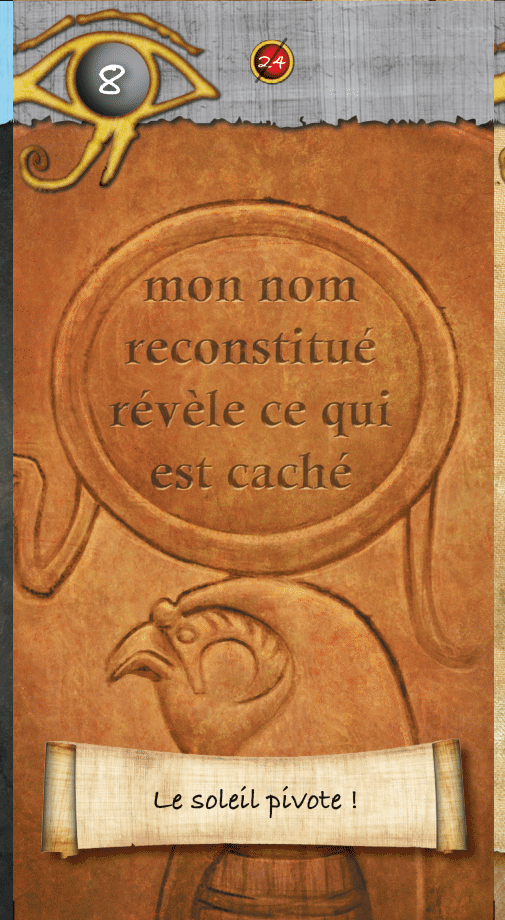 8
24
mon nom
reconstitué
révèle ce qui
est caché
Le soleil pivote !